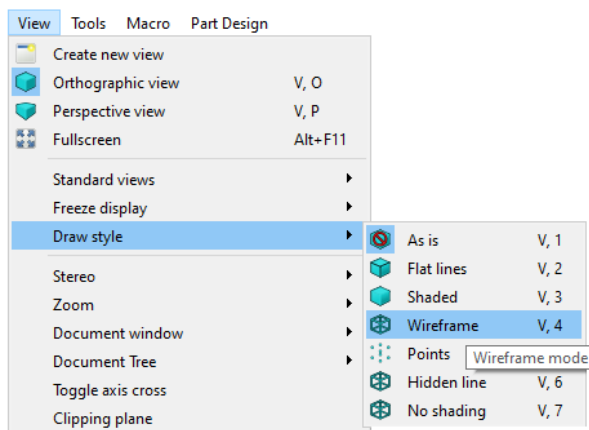 View Tools Macro Part Design
Create new view
Orthographic view V, O
Perspective view V, P
Fullscreen Alt+F11
Standard views
Freeze display
Draw style
As is V, 1
Flat lines V, 2
Shaded V, 3
Wireframe V, 4
Points
Wireframe mode
Hidden line V, 6
No shading V, 7
Stereo
Zoom
Document window
Document Tree
Toggle axis cross
Clipping plane